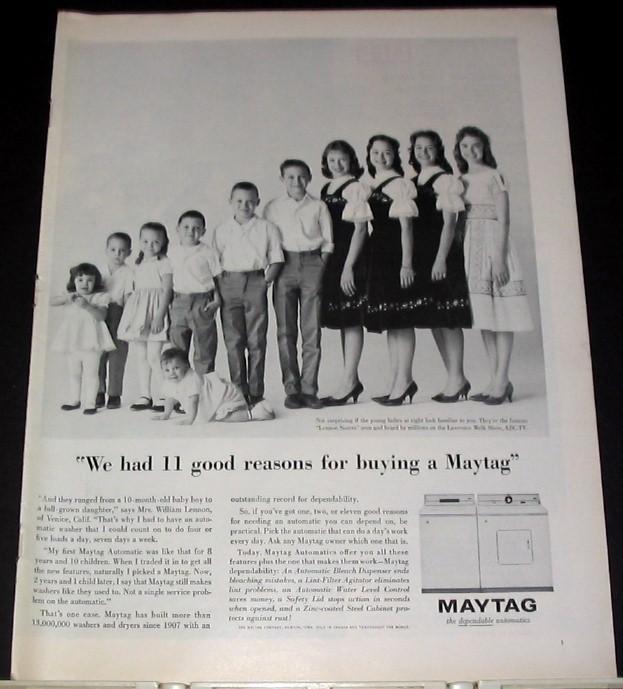 Not surprising if the young ladies at right look familiar to you. They're the famous
"Lennon Sisters" seen and heard by millions on the Lawrence Welk Show, ABC-TV.
"We had 11 good reasons for buying a Maytag"
"And they ranged from a 10-month-old baby boy to
a full-grown daughter," says Mrs. William Lennon,
of Venice, Calif. "That's why I had to have an auto-
matic washer that I could count on to do four or
five loads a day, seven days a week.
"My first Maytag Automatic was like that for 8
years and 10 children. When I traded it in to get all
the new features, naturally I picked a Maytag. Now,
2 years and 1 child later, I say that Maytag still makes
washers like they used to. Not a single service prob-
lem on the automatic."
That's one case. Maytag has built more than
13,000,000 washers and dryers since 1907 with an
outstanding record for dependability.
So, if you've got one, two, or eleven good reasons
for needing an automatic you can depend on, be
practical. Pick the automatic that can do a day's work
every day. Ask any Maytag owner which one that is.
Today, Maytag Automatics offer you all these
features plus the one that makes them work—Maytag
dependability: An Automatic Bleach Dispenser ends
bleaching mistakes, a Lint-Filter Agitator eliminates
lint problems, an Automatic Water Level Control
saves money, a Safety Lid stops action in seconds
when opened, and a Zinc-coated Steel Cabinet pro-
tects against rust!
THE MAYTAG COMPANY, NEWTON, IOWA. SOLD IN CANADA AND THROUGHOUT THE WORLD.
MAYTAG
the dependable automatics